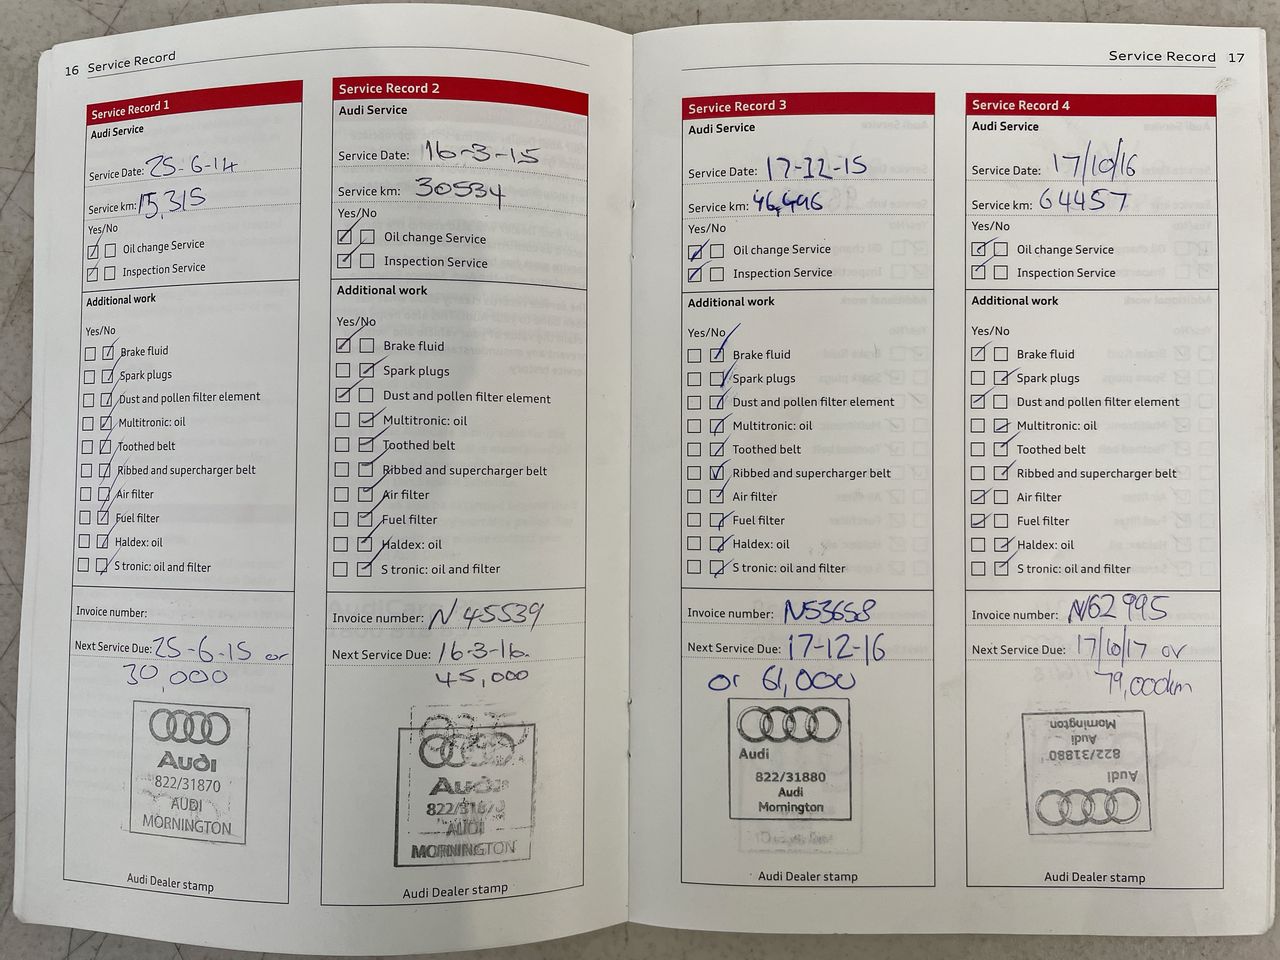 16 Service Record
Service Record 1
Audi Service
Service Date: 25-6-14
Service km: 15,315
Yes/No
Oil change Service
Inspection Service
Additional work
Yes/No
Brake fluid
Spark plugs
Dust and pollen filter element
Multitronic: oil
Toothed belt
Ribbed and supercharger belt
Air filter
Fuel filter
Haldex: oil
S tronic: oil and filter
Invoice number:
Next Service Due: 25-6-15 or
30,000
Audi
822/31870
AUDI
MORNINGTON
Audi Dealer stamp
Service Record 2
Audi Service
Service Date: 16-3-15
Service km: 30534
Yes/No
Oil change Service
Inspection Service
Additional work
Yes/No
Brake fluid
Spark plugs
Dust and pollen filter element
Multitronic: oil
Toothed belt
Ribbed and supercharger belt
Air filter
Fuel filter
Haldex: oil
S tronic: oil and filter
Invoice number: N45539
Next Service Due: 16-3-16.
45,000
Audi
822/31870
AUDI
MORNINGTON
Audi Dealer stamp
Service Record 17
Service Record 3
Audi Service
Service Date: 17-12-15
Service km: 46,496
Yes/No
Oil change Service
Inspection Service
Additional work
Yes/No
Brake fluid
Spark plugs
Dust and pollen filter element
Multitronic: oil
Toothed belt
Ribbed and supercharger belt
Air filter
Fuel filter
Haldex: oil
S tronic: oil and filter
Invoice number: N53658
Next Service Due: 17-12-16
or 61,000
Audi
822/31880
Audi
Mornington
Audi Dealer stamp
Service Record 4
Audi Service
Service Date: 17/10/16
Service km: 64457
Yes/No
Oil change Service
Inspection Service
Additional work
Yes/No
Brake fluid
Spark plugs
Dust and pollen filter element
Multitronic: oil
Toothed belt
Ribbed and supercharger belt
Air filter
Fuel filter
Haldex: oil
S tronic: oil and filter
Invoice number: N62995
Next Service Due: 17/10/17 or
79,000km
Audi
822/31880
Audi
Mornington
Audi Dealer stamp